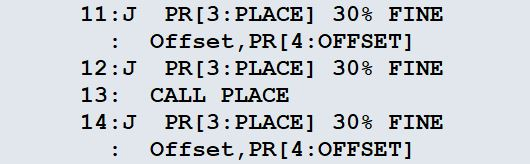 11:J  PR[3:PLACE] 30% FINE
  :  Offset,PR[4:OFFSET]
12:J  PR[3:PLACE] 30% FINE
13:  CALL PLACE
14:J  PR[3:PLACE] 30% FINE
  :  Offset,PR[4:OFFSET]